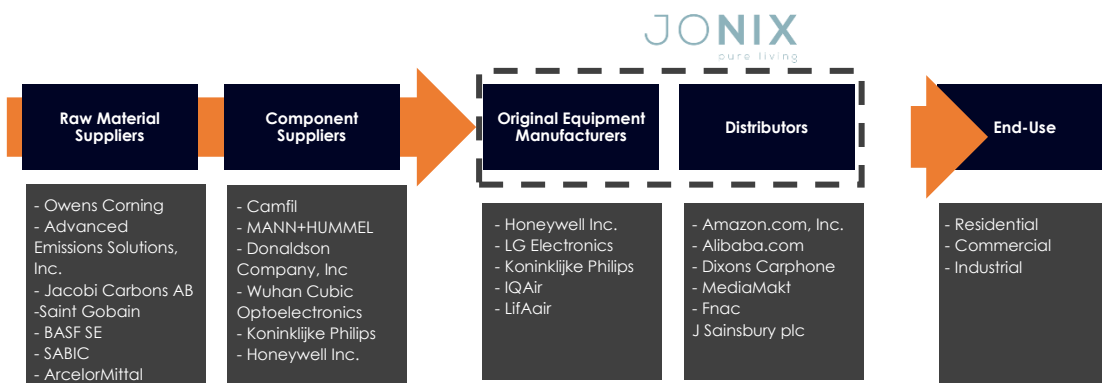 JONIX
pure living
Raw Material
Suppliers
Component
Suppliers
Original Equipment
Manufacturers
Distributors
End-Use
- Owens Corning
- Advanced
Emissions Solutions,
Inc.
- Jacobi Carbons AB
-Saint Gobain
- BASF SE
- SABIC
- ArcelorMittal
- Camfil
- MANN+HUMMEL
- Donaldson
Company, Inc
- Wuhan Cubic
Optoelectronics
- Koninklijke Philips
- Honeywell Inc.
- Honeywell Inc.
- LG Electronics
- Koninklijke Philips
- IQAir
- LifAair
- Amazon.com, Inc.
- Alibaba.com
- Dixons Carphone
- MediaMakt
- Fnac
J Sainsbury plc
- Residential
- Commercial
- Industrial